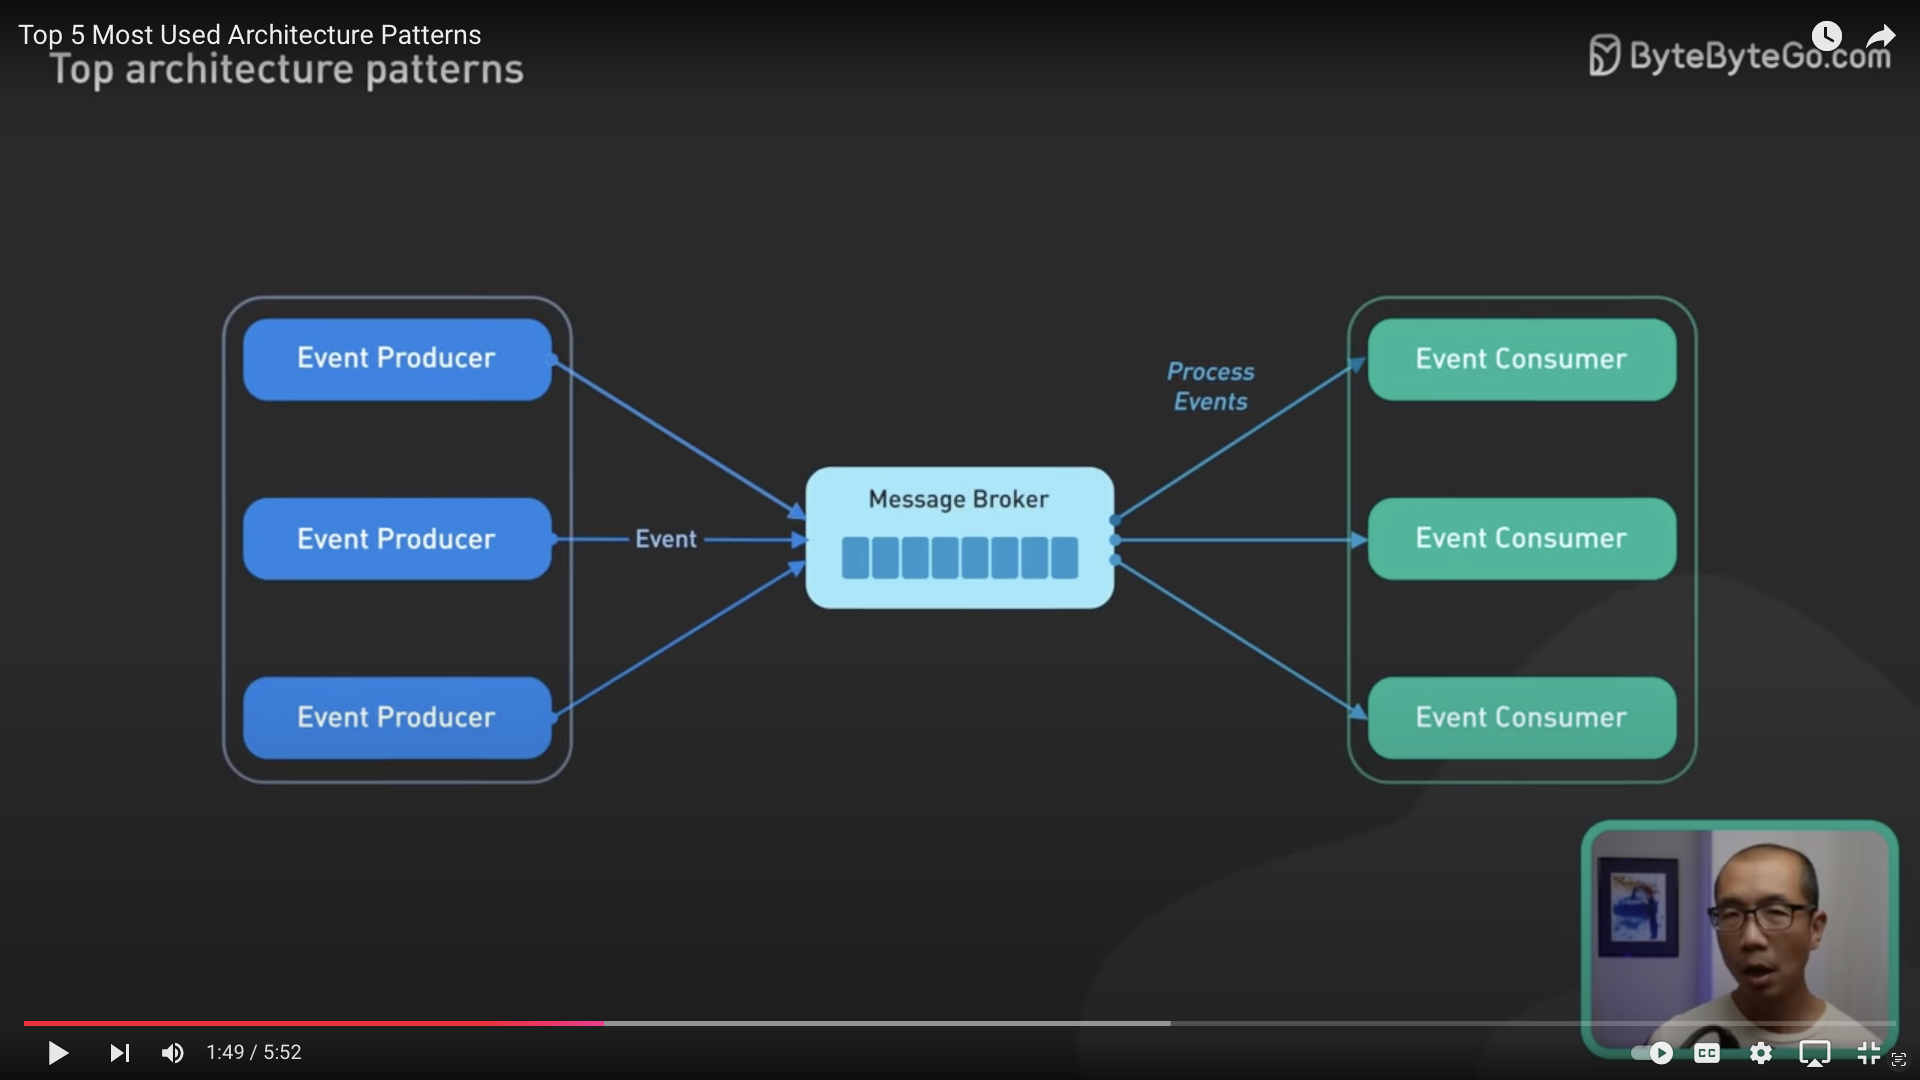 Top 5 Most Used Architecture Patterns
Top architecture patterns
ByteByteGo.com
Event Producer
Event Producer
Event Producer
Event
Message Broker
Process
Events
Event Consumer
Event Consumer
Event Consumer
1:49 / 5:52
CC